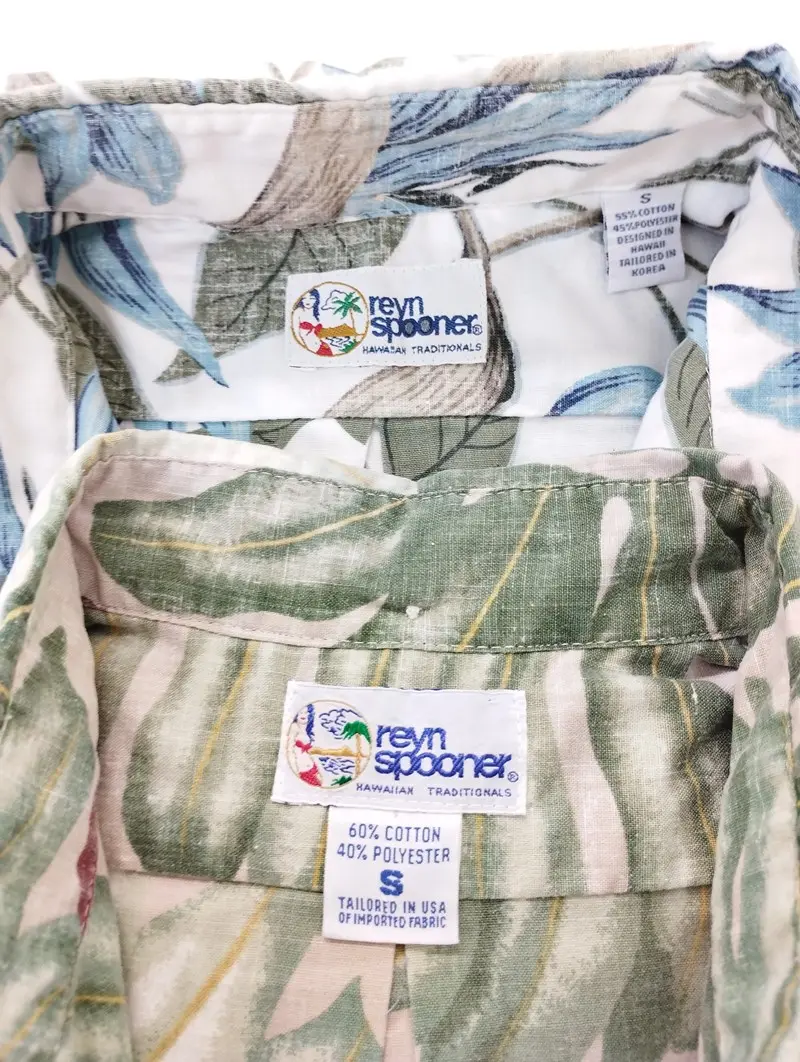 S
55% COTTON
45% POLYESTER
DESIGNED IN
HAWAII
TAILORED IN
KOREA
reyn
spooner®
HAWAIIAN TRADITIONALS
reyn
spooner®
HAWAIIAN TRADITIONALS
60% COTTON
40% POLYESTER
S
TAILORED IN USA
OF IMPORTED FABRIC